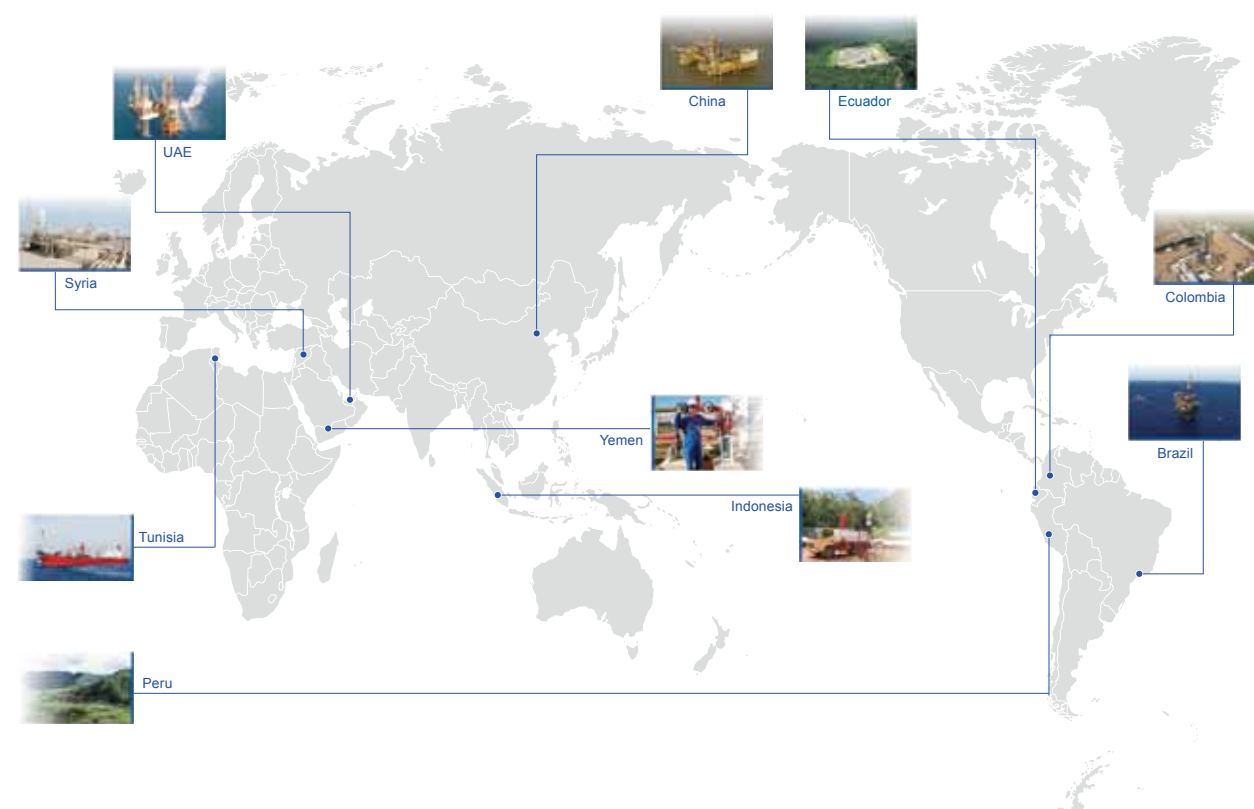 China
Ecuador
UAE
Syria
Colombia
Yemen
Brazil
Indonesia
Tunisia
Peru